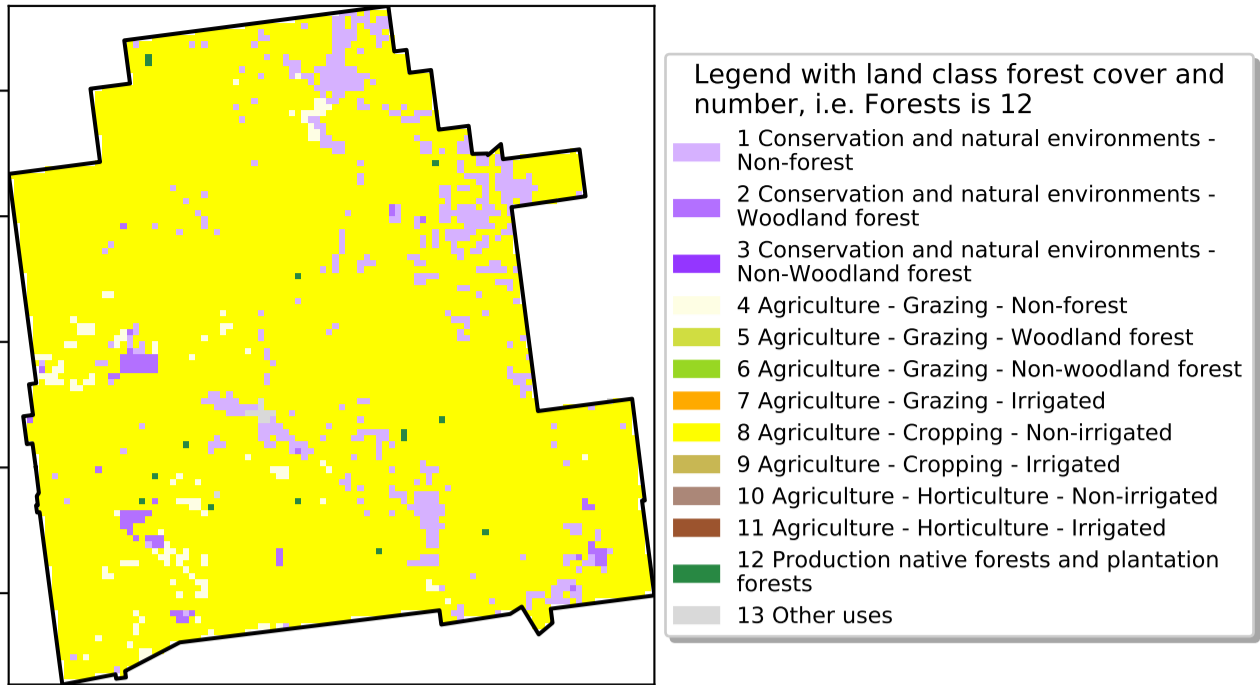 Legend with land class forest cover and
number, i.e. Forests is 12
1 Conservation and natural environments -
Non-forest
2 Conservation and natural environments -
Woodland forest
3 Conservation and natural environments -
Non-Woodland forest
4 Agriculture - Grazing - Non-forest
5 Agriculture - Grazing - Woodland forest
6 Agriculture - Grazing - Non-woodland forest
7 Agriculture - Grazing - Irrigated
8 Agriculture - Cropping - Non-irrigated
9 Agriculture - Cropping - Irrigated
10 Agriculture - Horticulture - Non-irrigated
11 Agriculture - Horticulture - Irrigated
12 Production native forests and plantation
forests
13 Other uses